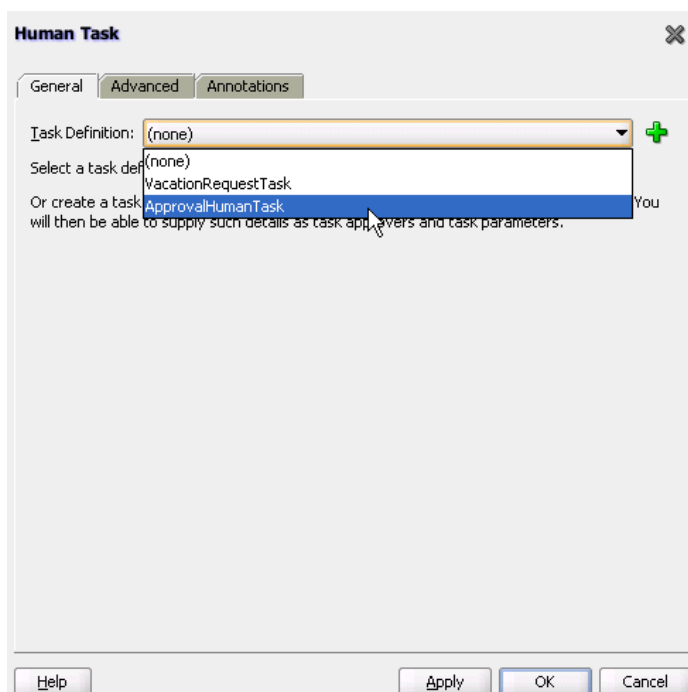 Human Task
General Advanced Annotations
Task Definition: (none)
(none)
Select a task def
VacationRequestTask
Or create a task You
ApprovalHumanTask
will then be able to supply such details as task approvers and task parameters.
Help Apply OK Cancel